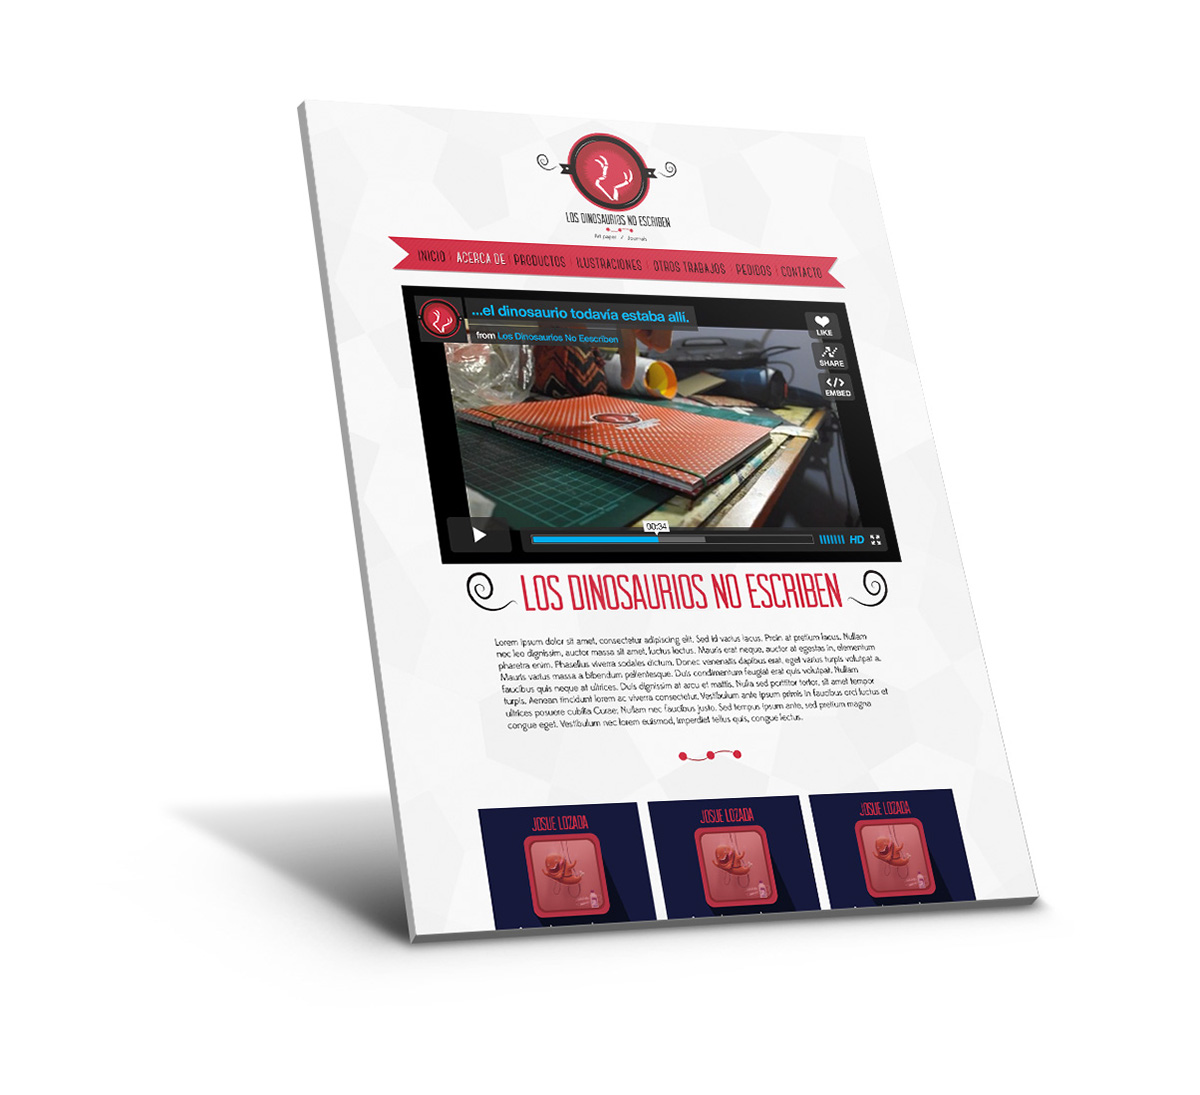 LOS DINOSAURIOS NO ESCRIBEN
Art paper / Journals
INICIO | ACERCA DE | PRODUCTOS | ILUSTRACIONES | OTROS TRABAJOS | PEDIDOS | CONTACTO
...el dinosaurio todavía estaba allí.
from Los Dinosaurios No Eescriben
LIKE
SHARE
EMBED
00:34
HD
LOS DINOSAURIOS NO ESCRIBEN
Lorem ipsum dolor sit amet, consectetur adipiscing elit. Sed id varius lacus. Proin at pretium lacus. Nullam
nec leo dignissim, auctor massa sit amet, luctus lectus. Mauris erat neque, auctor at egestas in, elementum
pharetra enim. Phasellus viverra sodales dictum. Donec venenatis dapibus erat, eget varius turpis volutpat a.
Mauris varius massa a bibendum pellentesque. Duis condimentum feugiat erat quis volutpat. Nullam
faucibus quis neque at ultrices. Duis dignissim at arcu et mattis. Nulla sed porttitor tortor, sit amet tempor
turpis. Aenean tincidunt lorem ac viverra consectetur. Vestibulum ante ipsum primis in faucibus orci luctus et
ultrices posuere cubilia Curae; Nullam nec faucibus justo. Sed tempus ipsum ante, sed pretium magna
congue eget. Vestibulum nec lorem euismod, imperdiet tellus quis, congue lectus.
JOSUE LOZADA
JOSUE LOZADA
JOSUE LOZADA